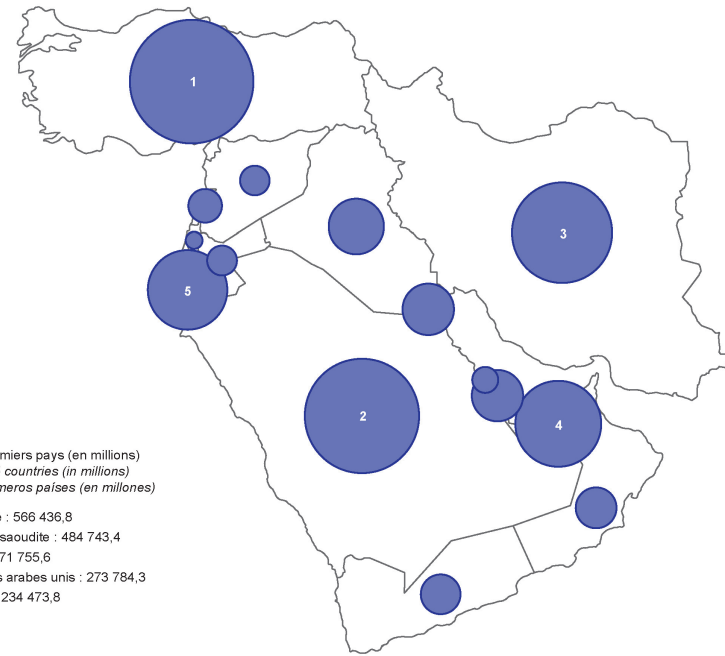 1
3
5
2
4
miers pays (en millions)
countries (in millions)
meros países (en millones)
e : 566 436,8
saoudite : 484 743,4
71 755,6
s arabes unis : 273 784,3
234 473,8